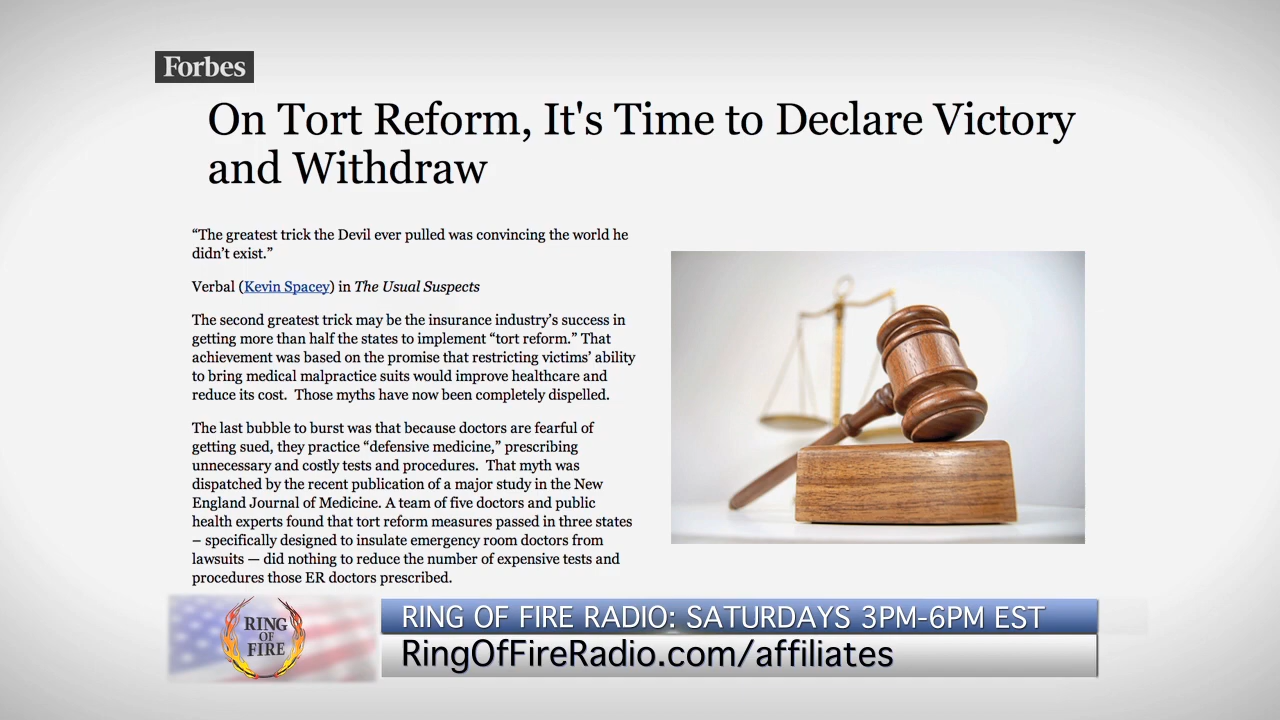 Forbes
On Tort Reform, It's Time to Declare Victory
and Withdraw
“The greatest trick the Devil ever pulled was convincing the world he
didn’t exist.”
Verbal (Kevin Spacey) in The Usual Suspects
The second greatest trick may be the insurance industry’s success in
getting more than half the states to implement “tort reform.” That
achievement was based on the promise that restricting victims’ ability
to bring medical malpractice suits would improve healthcare and
reduce its cost.  Those myths have now been completely dispelled.
The last bubble to burst was that because doctors are fearful of
getting sued, they practice “defensive medicine,” prescribing
unnecessary and costly tests and procedures.  That myth was
dispatched by the recent publication of a major study in the New
England Journal of Medicine. A team of five doctors and public
health experts found that tort reform measures passed in three states
– specifically designed to insulate emergency room doctors from
lawsuits — did nothing to reduce the number of expensive tests and
procedures those ER doctors prescribed.
RING
OF
FIRE
RING OF FIRE RADIO: SATURDAYS 3PM-6PM EST
RingOfFireRadio.com/affiliates